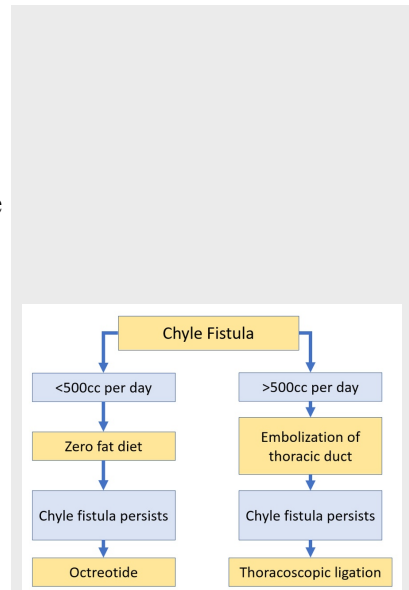 e
Chyle Fistula
<500cc per day
>500cc per day
Zero fat diet
Embolization of
thoracic duct
Chyle fistula persists
Chyle fistula persists
Octreotide
Thoracoscopic ligation